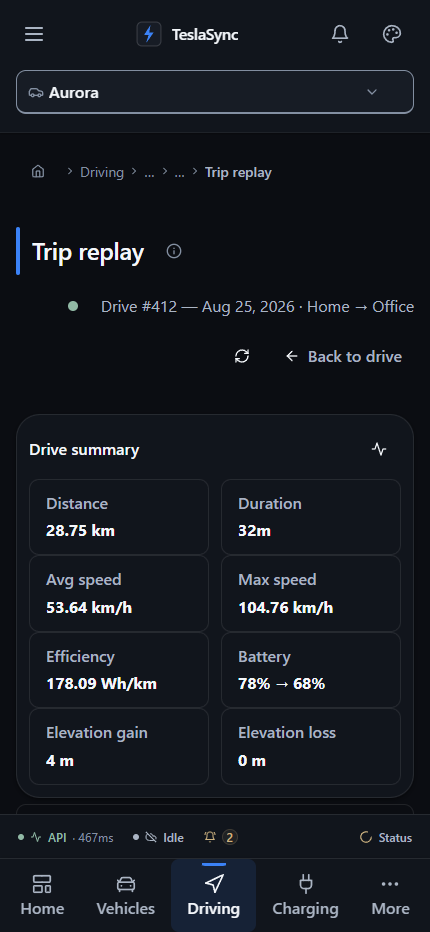 TeslaSync
Aurora
Driving > ... > ... > Trip replay
Trip replay
Drive #412 — Aug 25, 2026 · Home → Office
Back to drive
Drive summary
Distance
28.75 km
Duration
32m
Avg speed
53.64 km/h
Max speed
104.76 km/h
Efficiency
178.09 Wh/km
Battery
78% → 68%
Elevation gain
4 m
Elevation loss
0 m
API · 467ms Idle 2 Status
Home Vehicles Driving Charging More